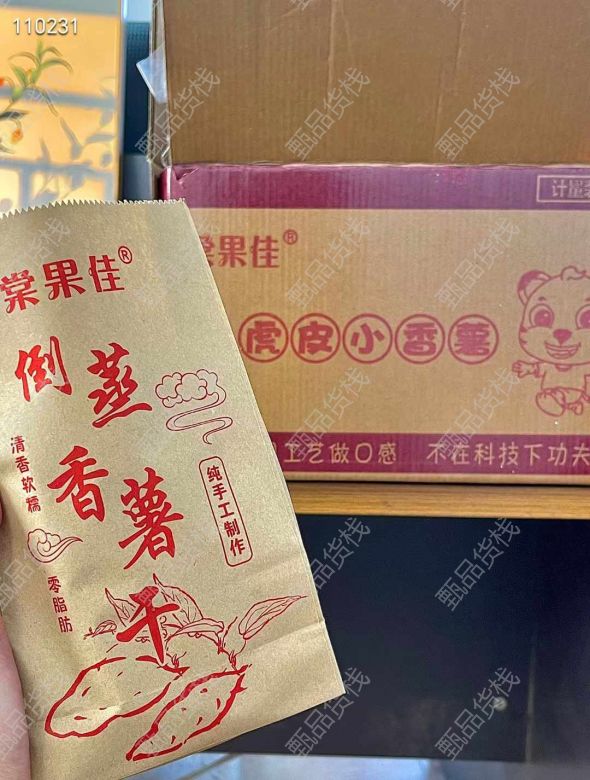 110231
棠果佳®
倒蒸
香薯
干
清香软糯
零脂肪
纯手工制作
计量
棠果佳®
虎皮小香薯
工艺做口感 不在科技下功夫
甄品货栈